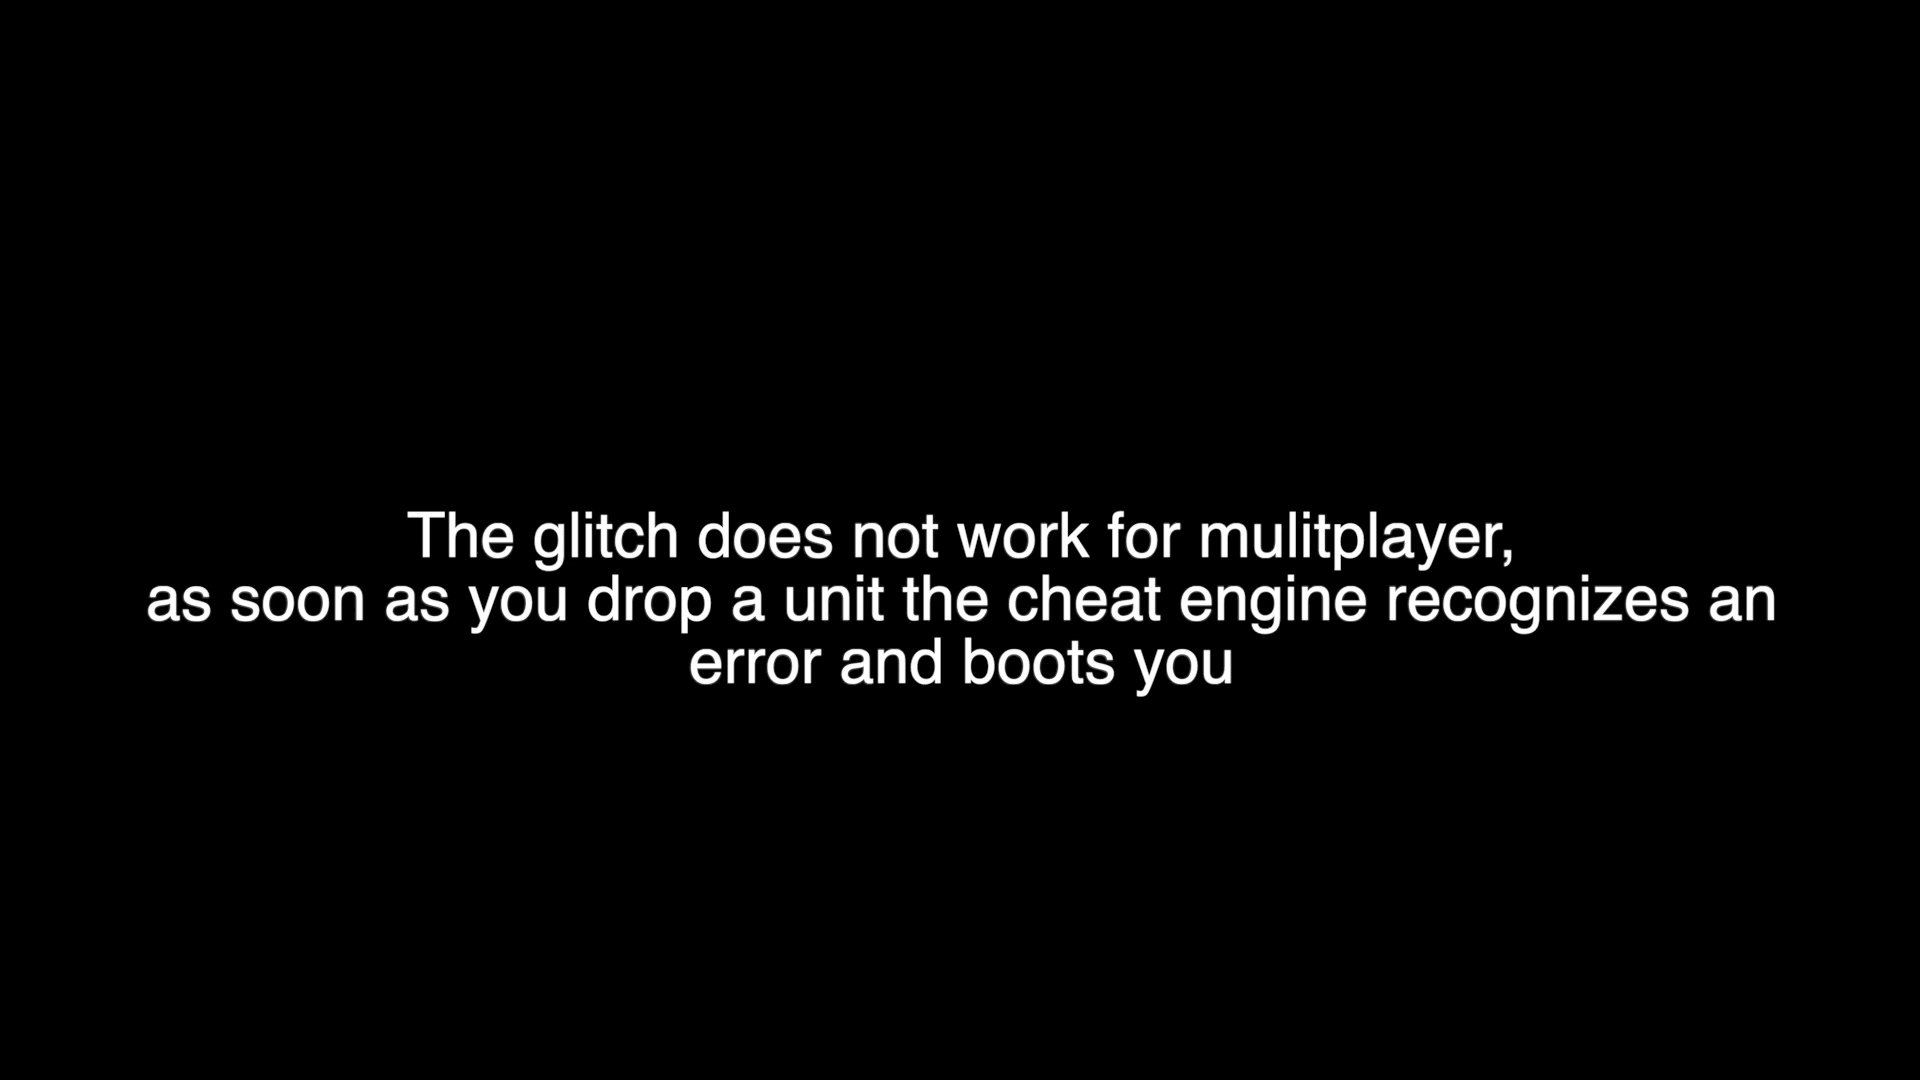 The glitch does not work for mulitplayer,
as soon as you drop a unit the cheat engine recognizes an
error and boots you